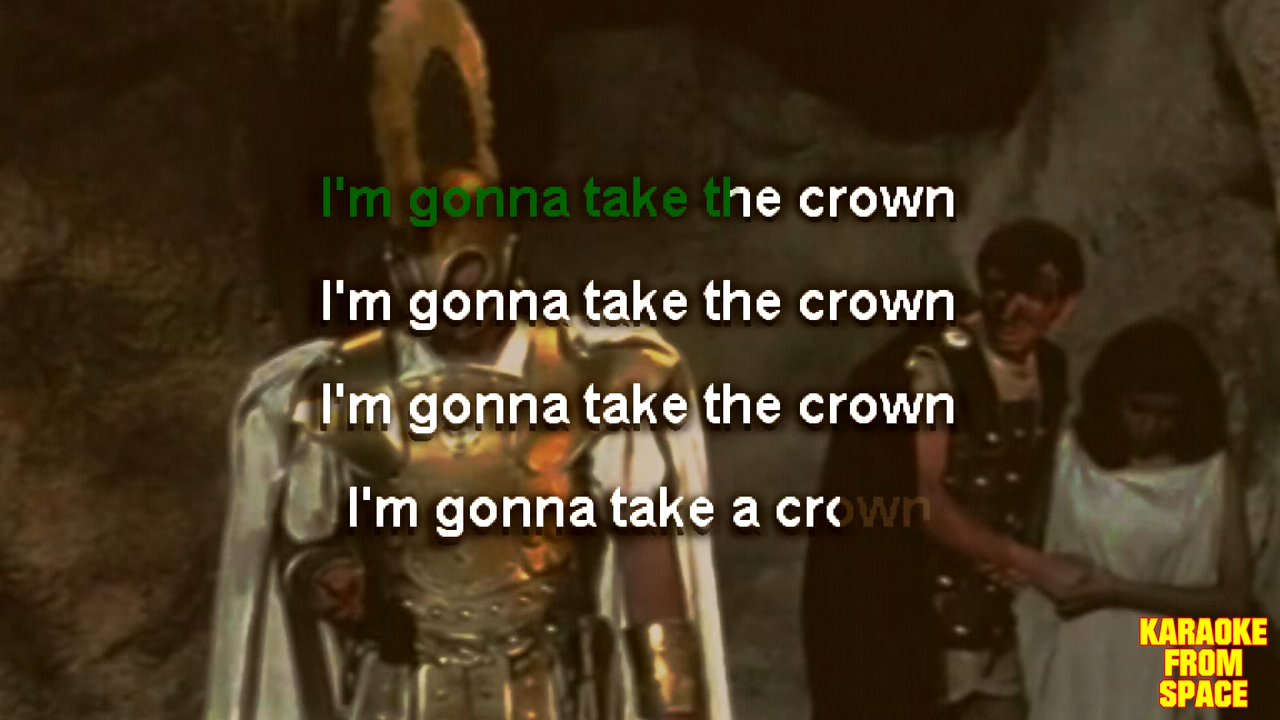 I'm gonna take the crown
I'm gonna take the crown
I'm gonna take the crown
I'm gonna take a crown
KARAOKE
FROM
SPACE